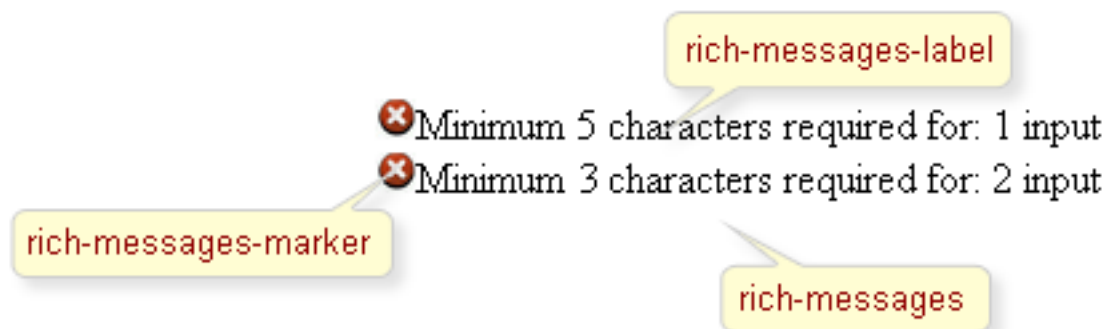 rich-messages-label
Minimum 5 characters required for: 1 input
Minimum 3 characters required for: 2 input
rich-messages-marker
rich-messages